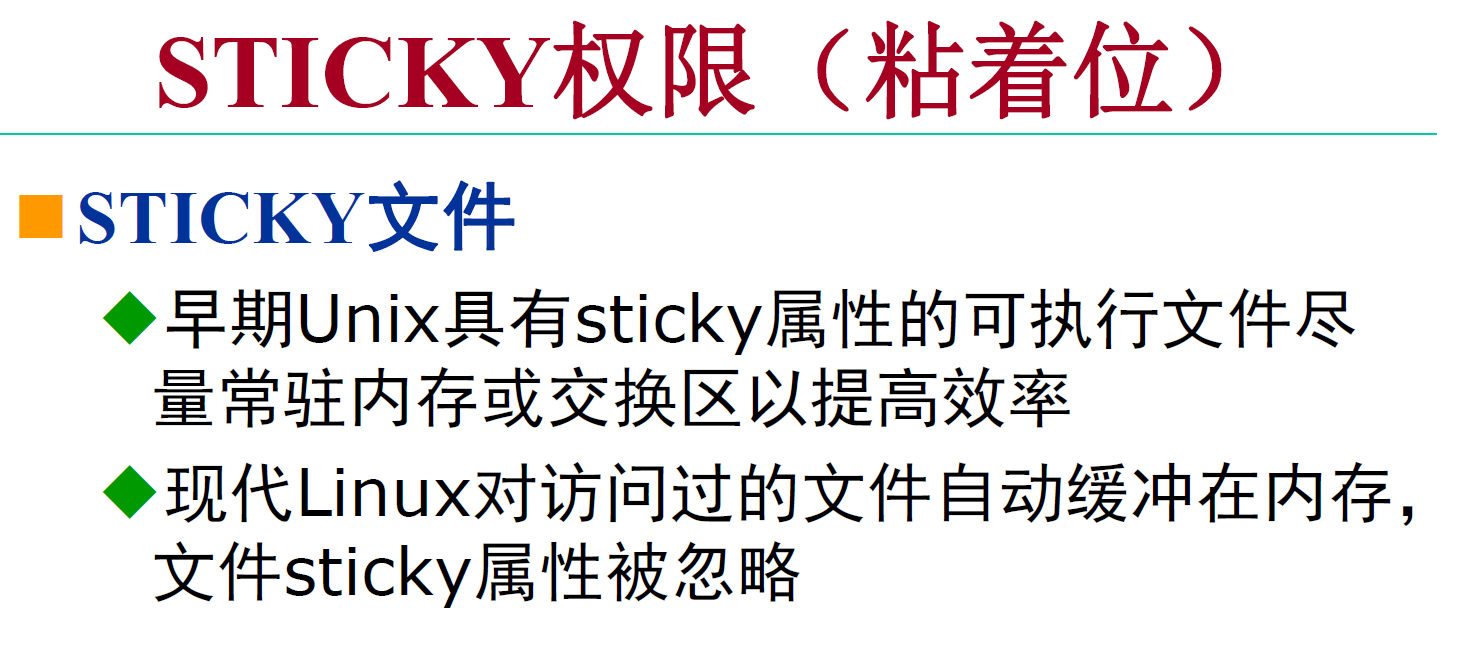 STICKY权限（粘着位）
STICKY文件
早期Unix具有sticky属性的可执行文件尽
量常驻内存或交换区以提高效率
现代Linux对访问过的文件自动缓冲在内存，
文件sticky属性被忽略